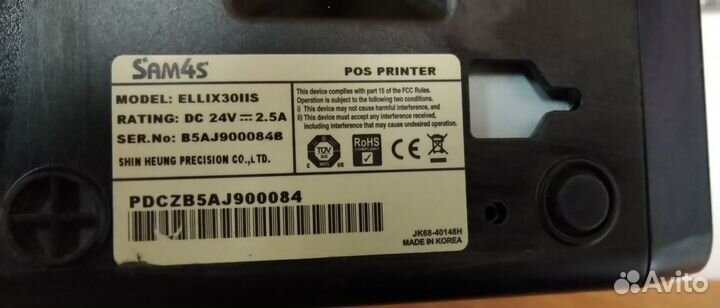 SAM4S
POS PRINTER
MODEL: ELLIX30IIS
RATING: DC 24V⎓2.5A
SER.No: B5AJ900084B
SHIN HEUNG PRECISION CO.,LTD.
This device complies with part 15 of the FCC Rules.
Operation is subject to the following two conditions:
i) This device may not cause harmful interference, and
ii) This device must accept any interference received,
including interference that may cause undesired operation.
TÜV
RoHS
COMPLIANT
CE
PDCZB5AJ900084
JK68-40148H
MADE IN KOREA
Avito